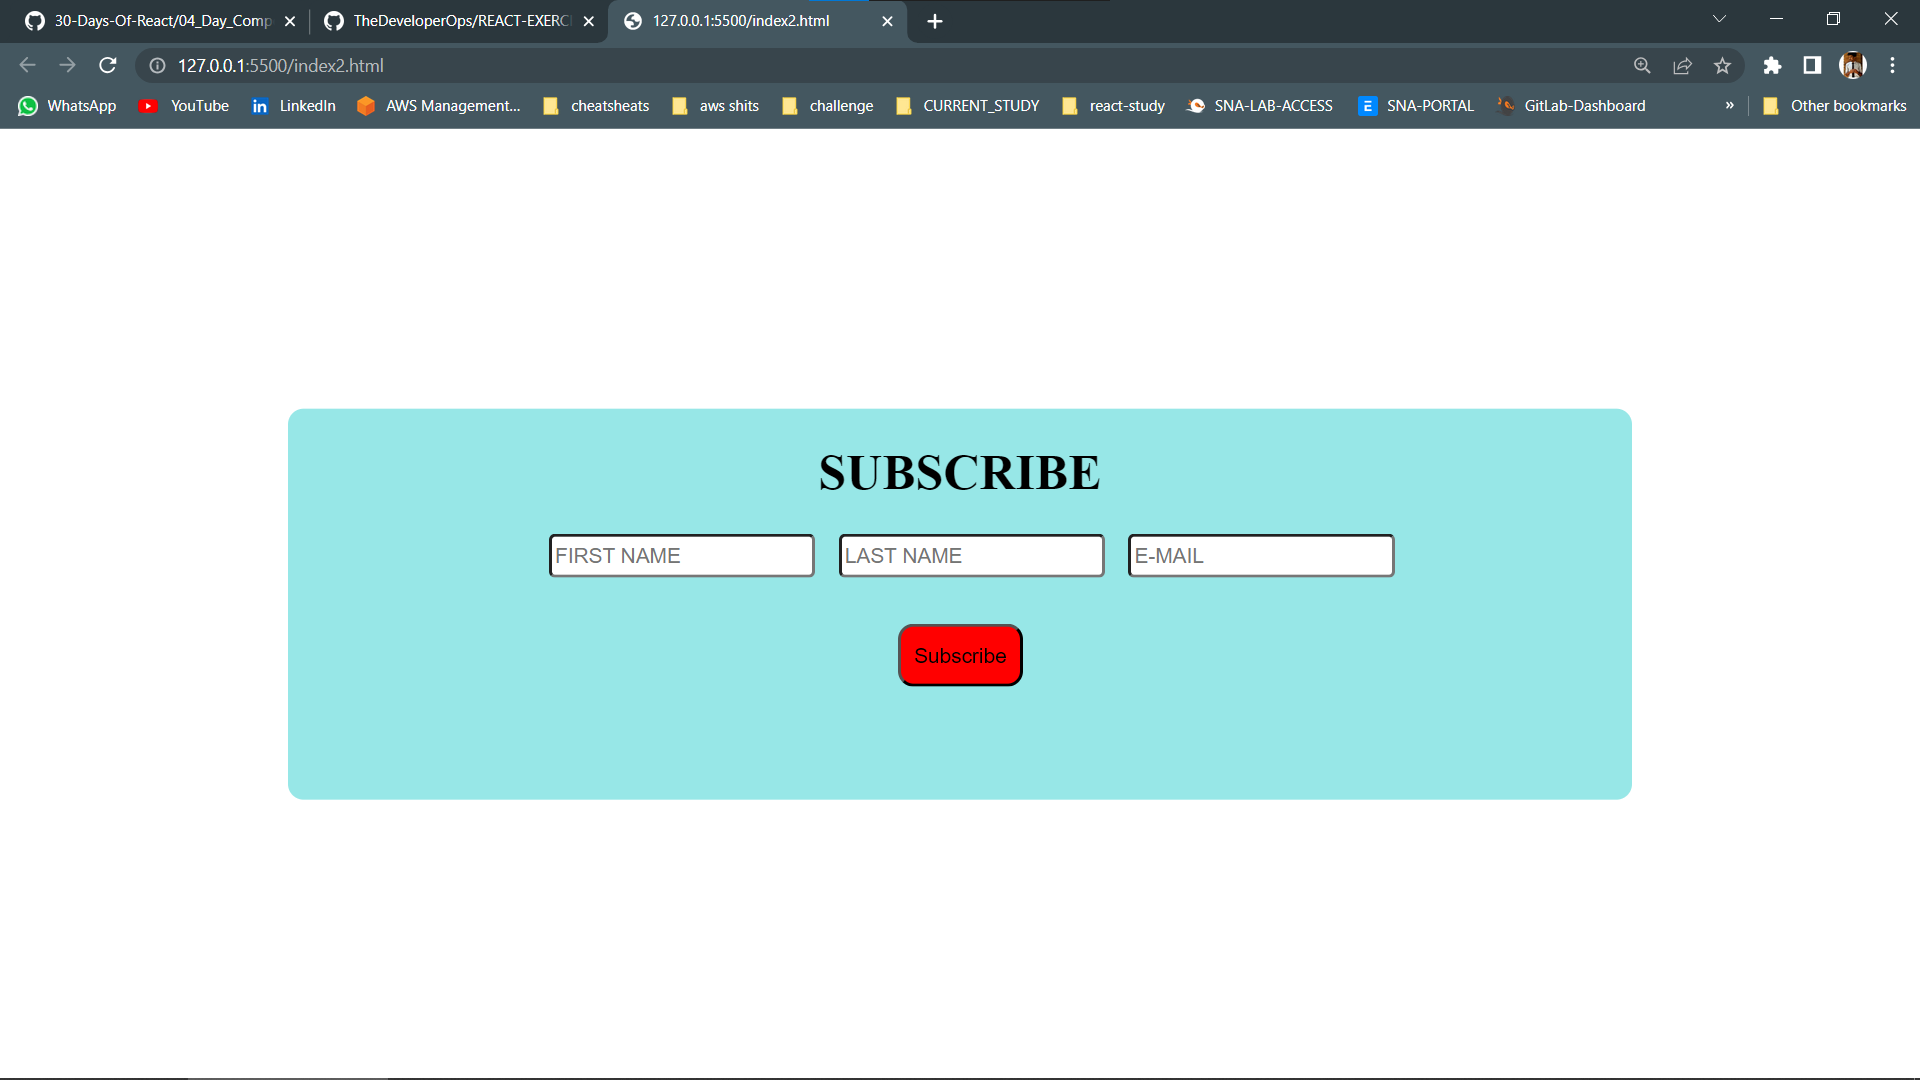 30-Days-Of-React/04_Day_Comp
TheDeveloperOps/REACT-EXERCI
127.0.0.1:5500/index2.html
127.0.0.1:5500/index2.html
WhatsApp
YouTube
LinkedIn
AWS Management...
cheatsheats
aws shits
challenge
CURRENT_STUDY
react-study
SNA-LAB-ACCESS
SNA-PORTAL
GitLab-Dashboard
»
Other bookmarks
SUBSCRIBE
FIRST NAME
LAST NAME
E-MAIL
Subscribe